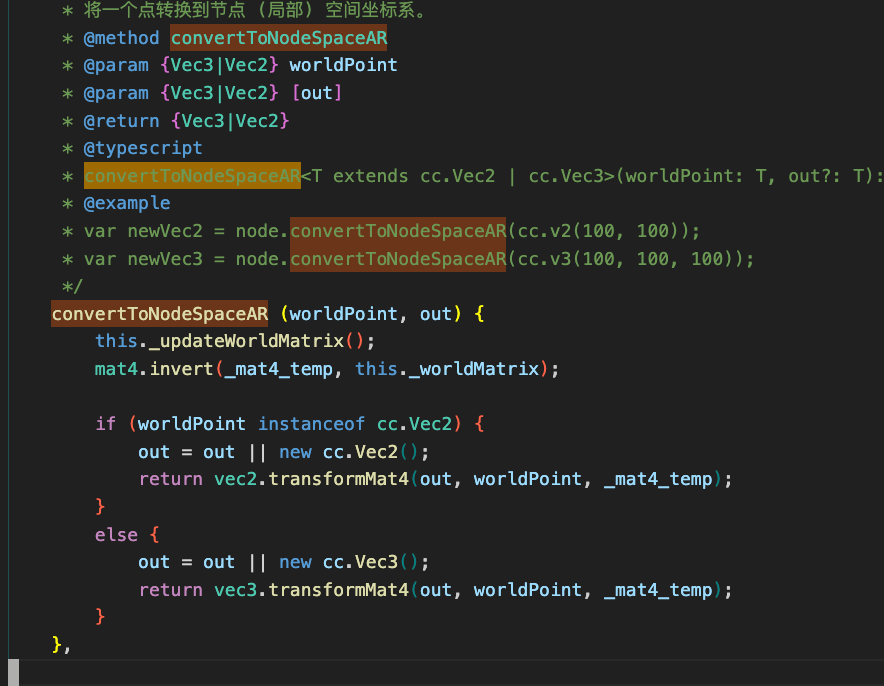 * 将一个点转换到节点 (局部) 空间坐标系。
* @method convertToNodeSpaceAR
* @param {Vec3|Vec2} worldPoint
* @param {Vec3|Vec2} [out]
* @return {Vec3|Vec2}
* @typescript
* convertToNodeSpaceAR<T extends cc.Vec2 | cc.Vec3>(worldPoint: T, out?: T):
* @example
* var newVec2 = node.convertToNodeSpaceAR(cc.v2(100, 100));
* var newVec3 = node.convertToNodeSpaceAR(cc.v3(100, 100, 100));
*/
convertToNodeSpaceAR (worldPoint, out) {
this._updateWorldMatrix();
mat4.invert(_mat4_temp, this._worldMatrix);
if (worldPoint instanceof cc.Vec2) {
out = out || new cc.Vec2();
return vec2.transformMat4(out, worldPoint, _mat4_temp);
}
else {
out = out || new cc.Vec3();
return vec3.transformMat4(out, worldPoint, _mat4_temp);
}
},